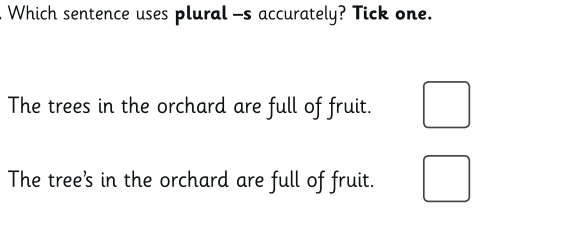 . Which sentence uses plural –s accurately? Tick one.
The trees in the orchard are full of fruit.
The tree’s in the orchard are full of fruit.